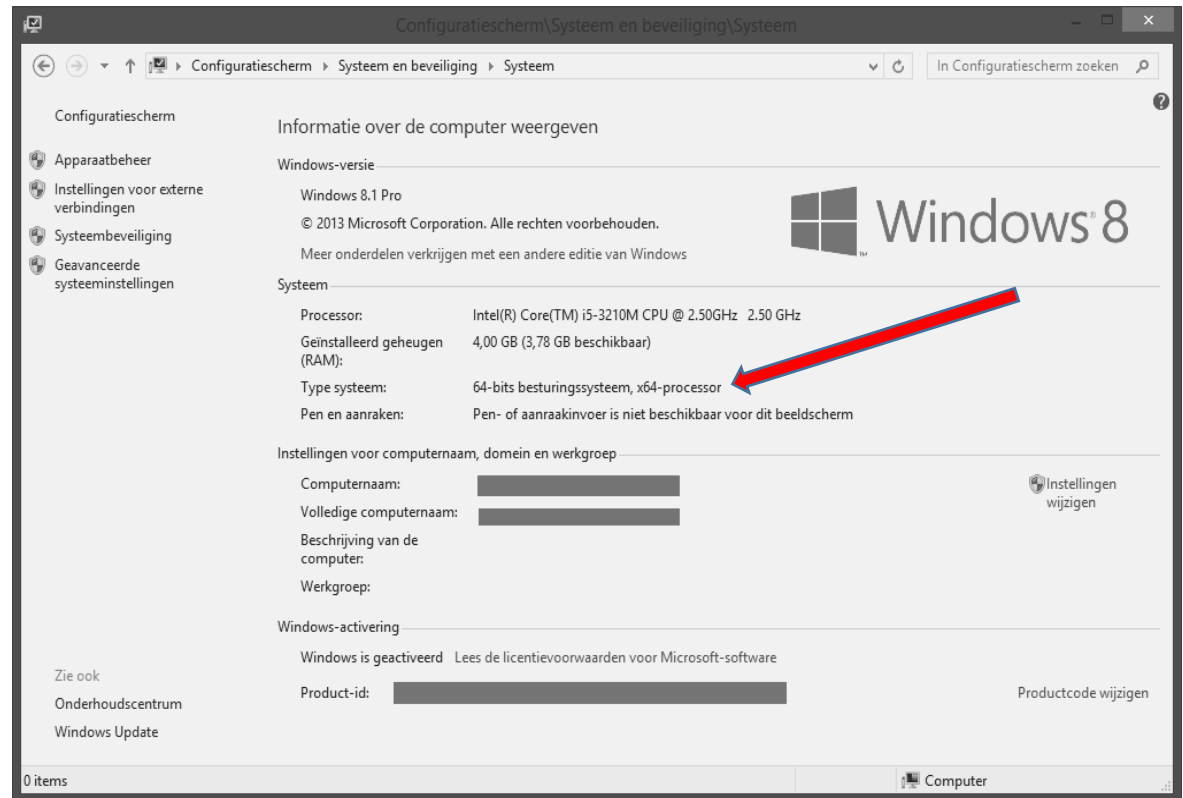 Configuratiescherm\Systeem en beveiliging\Systeem
Configuratiescherm Systeem en beveiliging Systeem
In Configuratiescherm zoeken
Configuratiescherm
Apparaatbeheer
Instellingen voor externe
verbindingen
Systeembeveiliging
Geavanceerde
systeeminstellingen
Informatie over de computer weergeven
Windows-versie
Windows 8.1 Pro
© 2013 Microsoft Corporation. Alle rechten voorbehouden.
Meer onderdelen verkrijgen met een andere editie van Windows
Windows 8
Systeem
Processor: Intel(R) Core(TM) i5-3210M CPU @ 2.50GHz 2.50 GHz
Geïnstalleerd geheugen 4,00 GB (3,78 GB beschikbaar)
(RAM):
Type systeem: 64-bits besturingssysteem, x64-processor
Pen en aanraken: Pen- of aanraakinvoer is niet beschikbaar voor dit beeldscherm
Instellingen voor computernaam, domein en werkgroep
Computernaam:
Instellingen
wijzigen
Volledige computernaam:
Beschrijving van de
computer:
Werkgroep:
Windows-activering
Windows is geactiveerd Lees de licentievoorwaarden voor Microsoft-software
Product-id:
Productcode wijzigen
Zie ook
Onderhoudscentrum
Windows Update
0 items
Computer